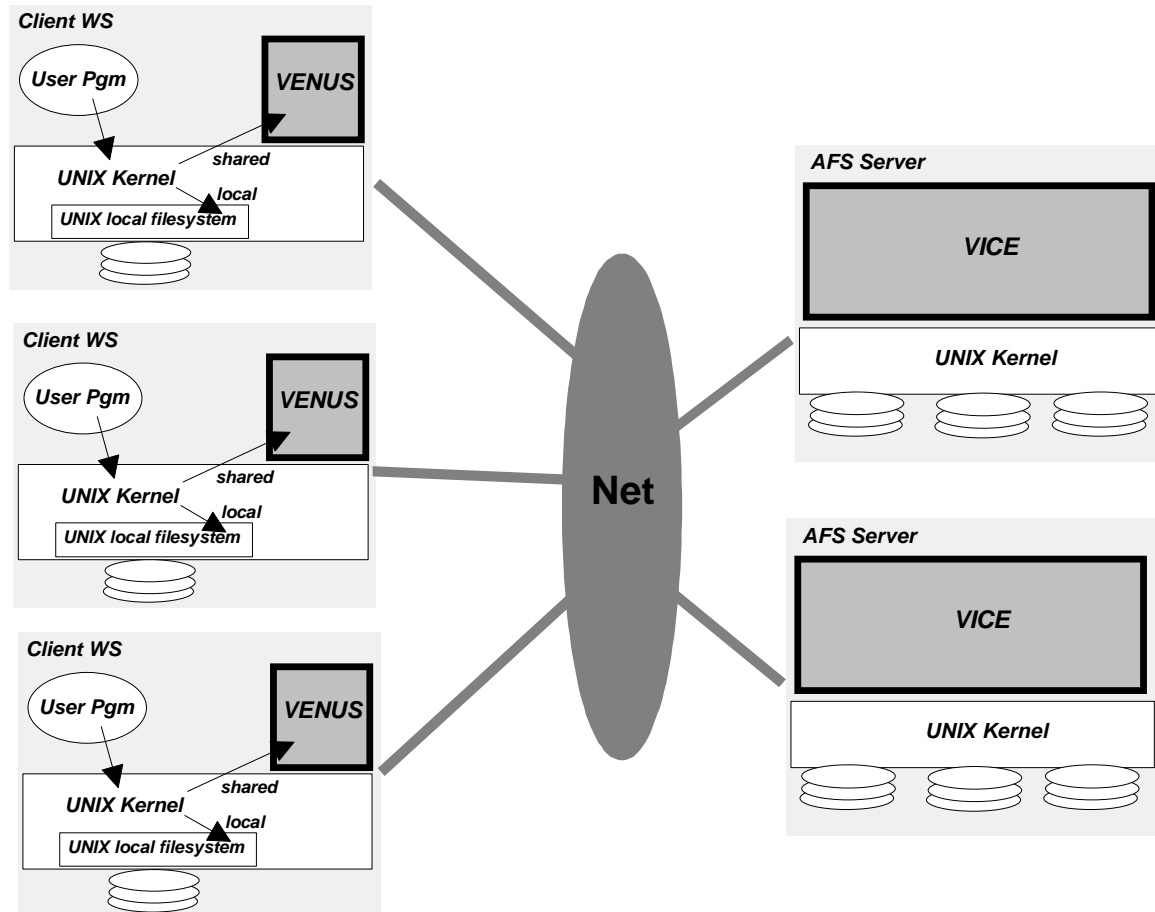 Client WS
User Pgm
VENUS
shared
UNIX Kernel
local
UNIX local filesystem
Client WS
User Pgm
VENUS
shared
UNIX Kernel
local
UNIX local filesystem
Client WS
User Pgm
VENUS
shared
UNIX Kernel
local
UNIX local filesystem
Net
AFS Server
VICE
UNIX Kernel
AFS Server
VICE
UNIX Kernel